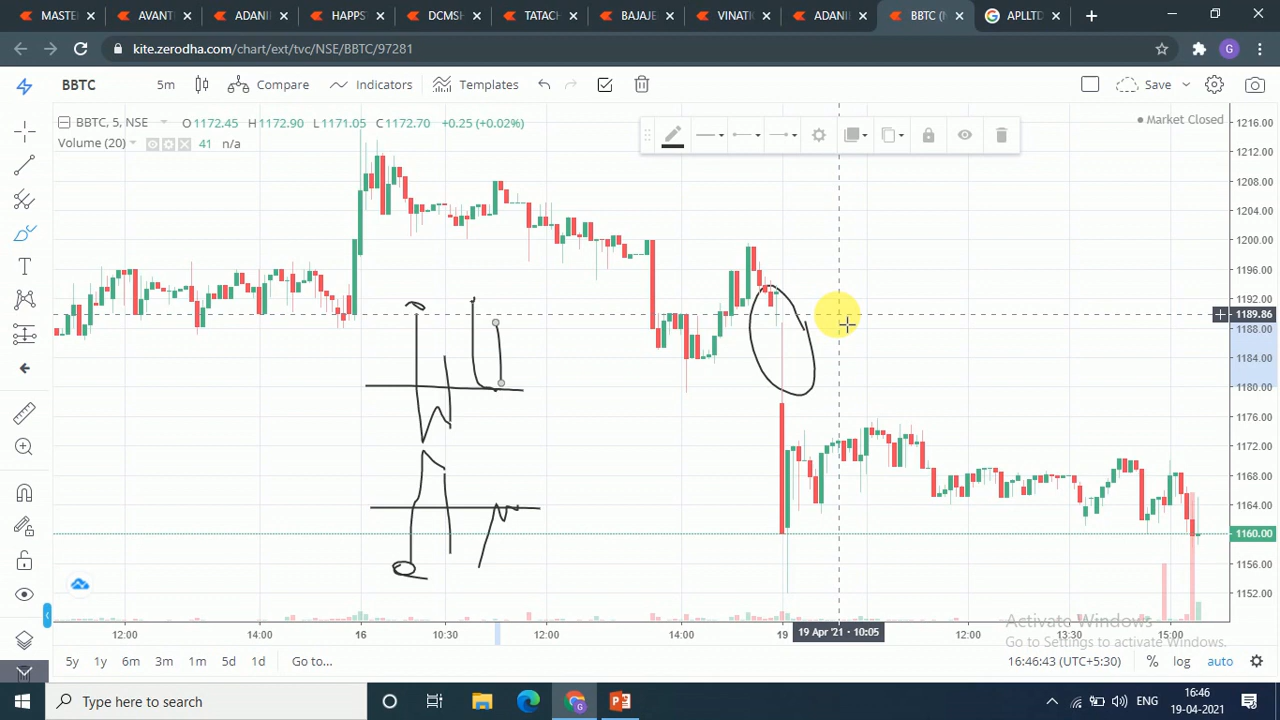 MASTER AVANTI ADANII HAPPST DCMSH TATACH BAJAJE VINATI ADANII BBTC (N APLLTD
kite.zerodha.com/chart/ext/tvc/NSE/BBTC/97281 G
BBTC 5m Compare Indicators Templates Save
BBTC, 5, NSE O1172.45 H1172.90 L1171.05 C1172.70 +0.25 (+0.02%)
Market Closed
Volume (20) 41 n/a
1216.00
1212.00
1208.00
1204.00
1200.00
1196.00
1192.00
1189.86
1188.00
1184.00
1180.00
1176.00
1172.00
1168.00
1164.00
1160.00
1156.00
1152.00
Activate Windows
Go to Settings to activate Windows.
12:00 14:00 16 10:30 12:00 14:00 19 19 Apr '21 · 10:05 12:00 13:30 15:00
5y 1y 6m 3m 1m 5d 1d Go to... 16:46:43 (UTC+5:30) % log auto
Type here to search
16:46
19-04-2021